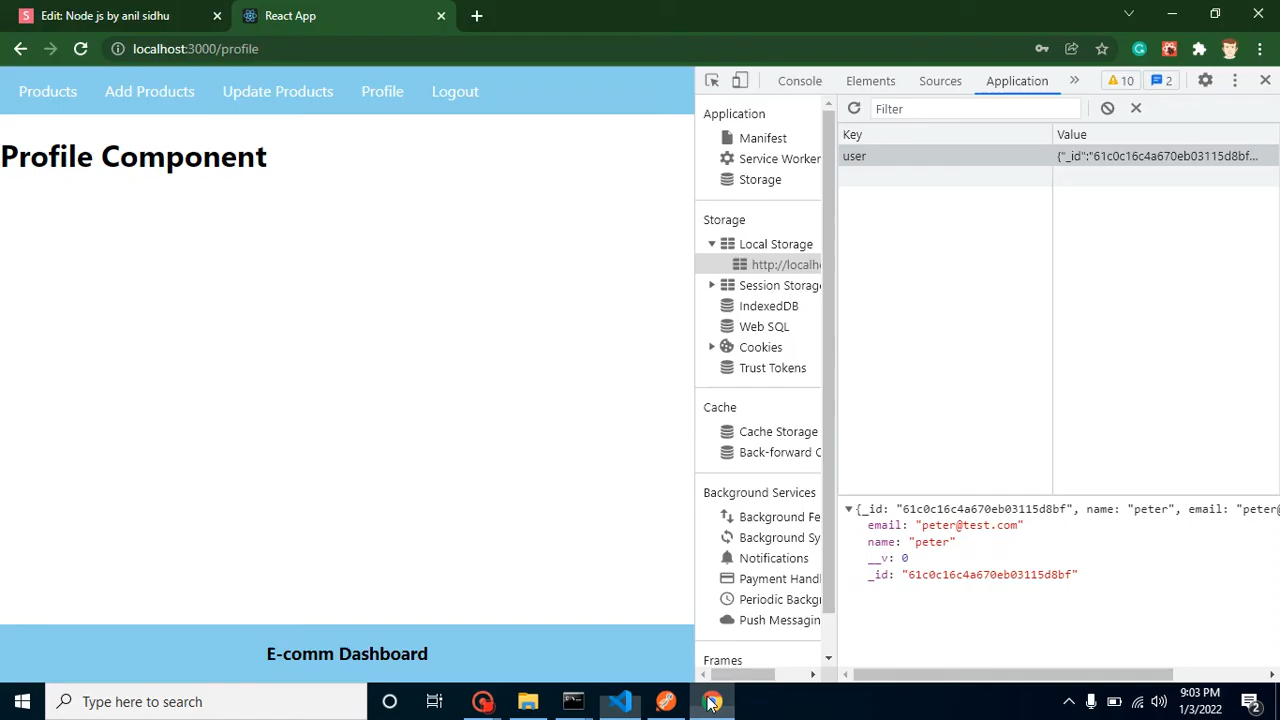 Edit: Node js by anil sidhu
React App
localhost:3000/profile
Products
Add Products
Update Products
Profile
Logout
Console
Elements
Sources
Application
10
2
Profile Component
Application
Manifest
Service Worker
Storage
Storage
Local Storage
http://localh
Session Storag
IndexedDB
Web SQL
Cookies
Trust Tokens
Cache
Cache Storage
Back-forward C
Background Services
Background Fe
Background Sy
Notifications
Payment Handl
Periodic Backgr
Push Messagin
Frames
Filter
Key
Value
user
{"_id":"61c0c16c4a670eb03115d8bf...
{_id: "61c0c16c4a670eb03115d8bf", name: "peter", email: "peter@
email: "peter@test.com"
name: "peter"
__v: 0
_id: "61c0c16c4a670eb03115d8bf"
E-comm Dashboard
Type here to search
9:03 PM
1/3/2022
2